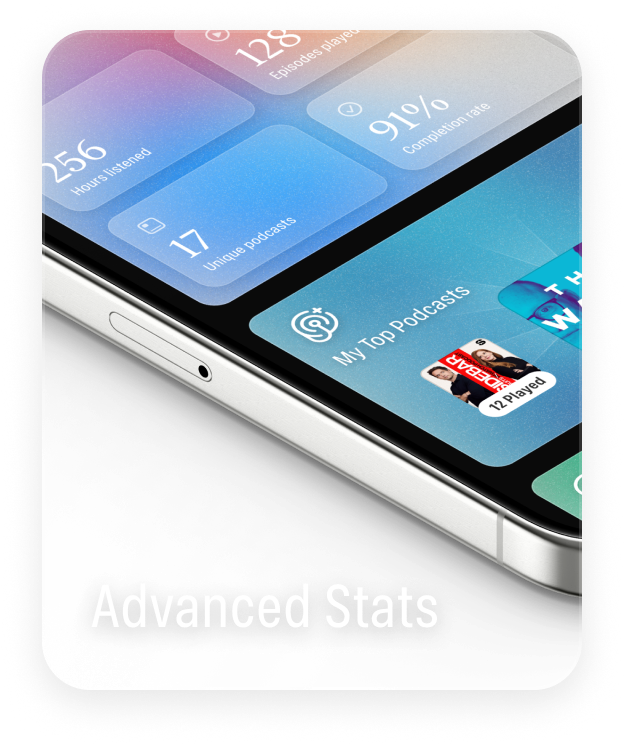 128
Episodes played
91%
Completion rate
256
Hours listened
17
Unique podcasts
My Top Podcasts
SIDEBAR
12 Played
Advanced Stats